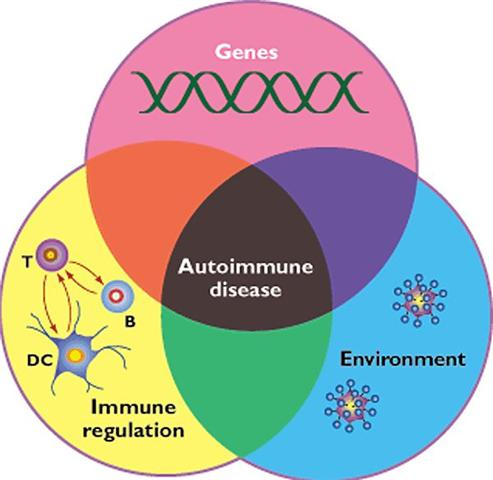 Genes
Autoimmune
disease
T
B
DC
Environment
Immune
regulation